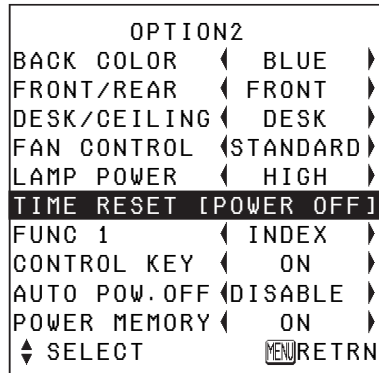 OPTION2
BACK COLOR BLUE
FRONT/REAR FRONT
DESK/CEILING DESK
FAN CONTROL STANDARD
LAMP POWER HIGH
TIME RESET [POWER OFF]
FUNC 1 INDEX
CONTROL KEY ON
AUTO POW.OFF DISABLE
POWER MEMORY ON
SELECT MENU RETRN